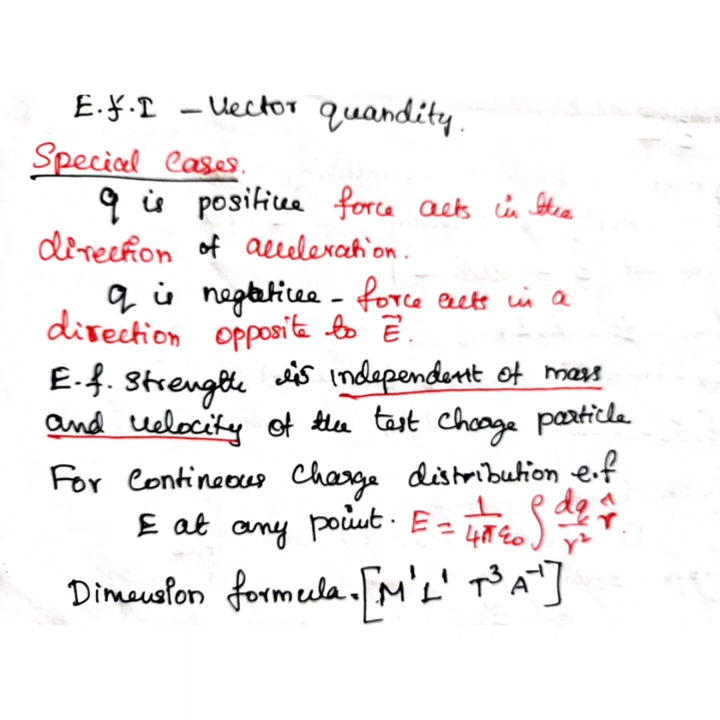 E.f.I - Vector quandity.
Special Cases.
q is positive force acts in the
direction of acceleration.
q is negative - force acts in a
direction opposite to E⃗.
E.f. Strength is independent of mass
and velocity of the test charge particle
For Contineous Charge distribution e.f
E at any point. E = 1/4πε₀ ∫ dq/r² r̂.
Dimension formula. [M¹L¹ T³ A⁻¹]